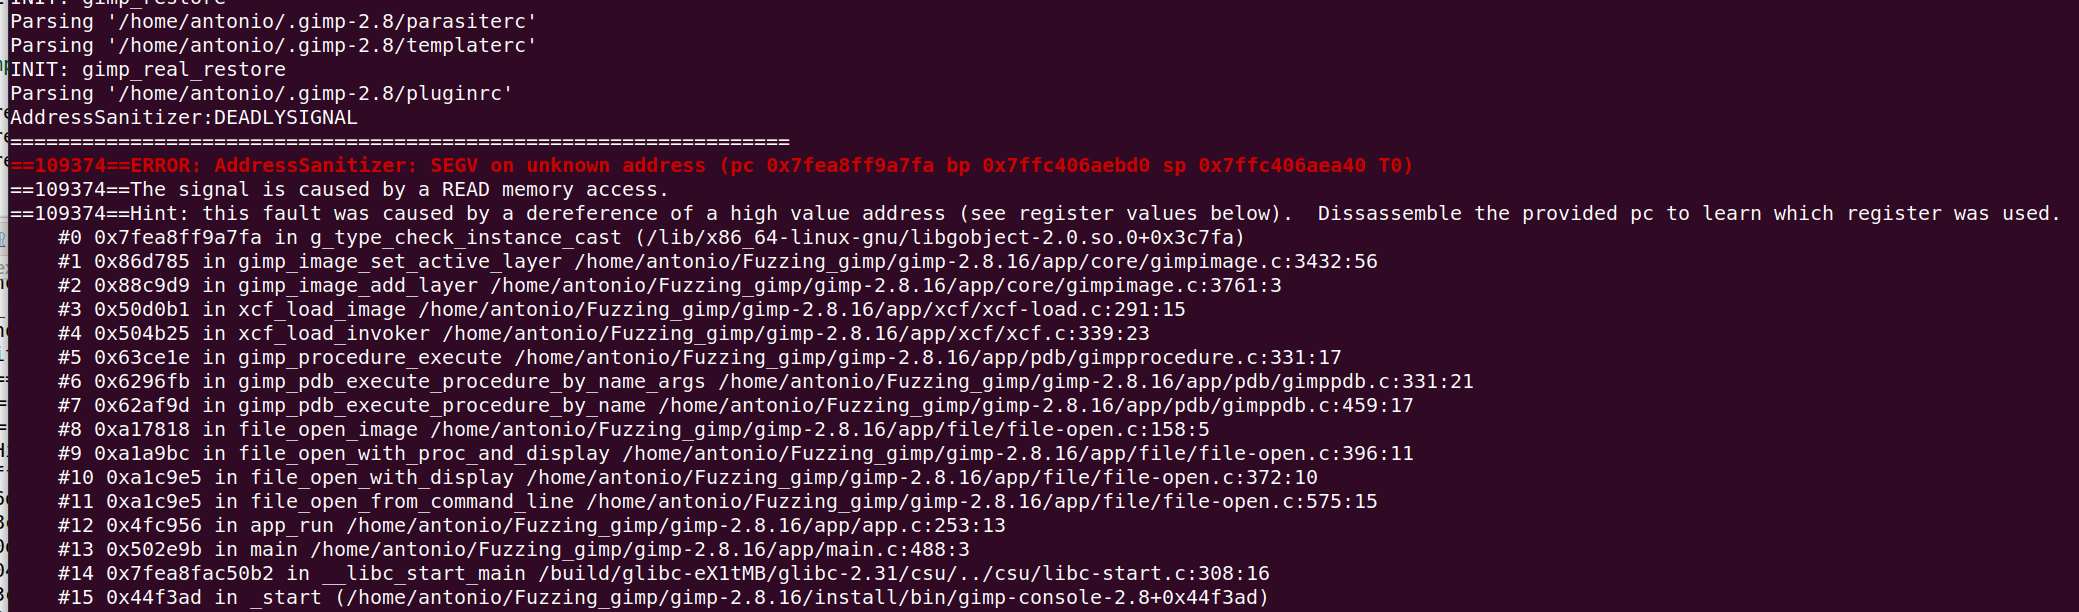 INIT: gimp_restore
Parsing '/home/antonio/.gimp-2.8/parasiterc'
Parsing '/home/antonio/.gimp-2.8/templaterc'
INIT: gimp_real_restore
Parsing '/home/antonio/.gimp-2.8/pluginrc'
AddressSanitizer:DEADLYSIGNAL
=================================================================
==109374==ERROR: AddressSanitizer: SEGV on unknown address (pc 0x7fea8ff9a7fa bp 0x7ffc406aebd0 sp 0x7ffc406aea40 T0)
==109374==The signal is caused by a READ memory access.
==109374==Hint: this fault was caused by a dereference of a high value address (see register values below).  Dissassemble the provided pc to learn which register was used.
    #0 0x7fea8ff9a7fa in g_type_check_instance_cast (/lib/x86_64-linux-gnu/libgobject-2.0.so.0+0x3c7fa)
    #1 0x86d785 in gimp_image_set_active_layer /home/antonio/Fuzzing_gimp/gimp-2.8.16/app/core/gimpimage.c:3432:56
    #2 0x88c9d9 in gimp_image_add_layer /home/antonio/Fuzzing_gimp/gimp-2.8.16/app/core/gimpimage.c:3761:3
    #3 0x50d0b1 in xcf_load_image /home/antonio/Fuzzing_gimp/gimp-2.8.16/app/xcf/xcf-load.c:291:15
    #4 0x504b25 in xcf_load_invoker /home/antonio/Fuzzing_gimp/gimp-2.8.16/app/xcf/xcf.c:339:23
    #5 0x63ce1e in gimp_procedure_execute /home/antonio/Fuzzing_gimp/gimp-2.8.16/app/pdb/gimpprocedure.c:331:17
    #6 0x6296fb in gimp_pdb_execute_procedure_by_name_args /home/antonio/Fuzzing_gimp/gimp-2.8.16/app/pdb/gimppdb.c:331:21
    #7 0x62af9d in gimp_pdb_execute_procedure_by_name /home/antonio/Fuzzing_gimp/gimp-2.8.16/app/pdb/gimppdb.c:459:17
    #8 0xa17818 in file_open_image /home/antonio/Fuzzing_gimp/gimp-2.8.16/app/file/file-open.c:158:5
    #9 0xa1a9bc in file_open_with_proc_and_display /home/antonio/Fuzzing_gimp/gimp-2.8.16/app/file/file-open.c:396:11
    #10 0xa1c9e5 in file_open_with_display /home/antonio/Fuzzing_gimp/gimp-2.8.16/app/file/file-open.c:372:10
    #11 0xa1c9e5 in file_open_from_command_line /home/antonio/Fuzzing_gimp/gimp-2.8.16/app/file/file-open.c:575:15
    #12 0x4fc956 in app_run /home/antonio/Fuzzing_gimp/gimp-2.8.16/app/app.c:253:13
    #13 0x502e9b in main /home/antonio/Fuzzing_gimp/gimp-2.8.16/app/main.c:488:3
    #14 0x7fea8fac50b2 in __libc_start_main /build/glibc-eX1tMB/glibc-2.31/csu/../csu/libc-start.c:308:16
    #15 0x44f3ad in _start (/home/antonio/Fuzzing_gimp/gimp-2.8.16/install/bin/gimp-console-2.8+0x44f3ad)